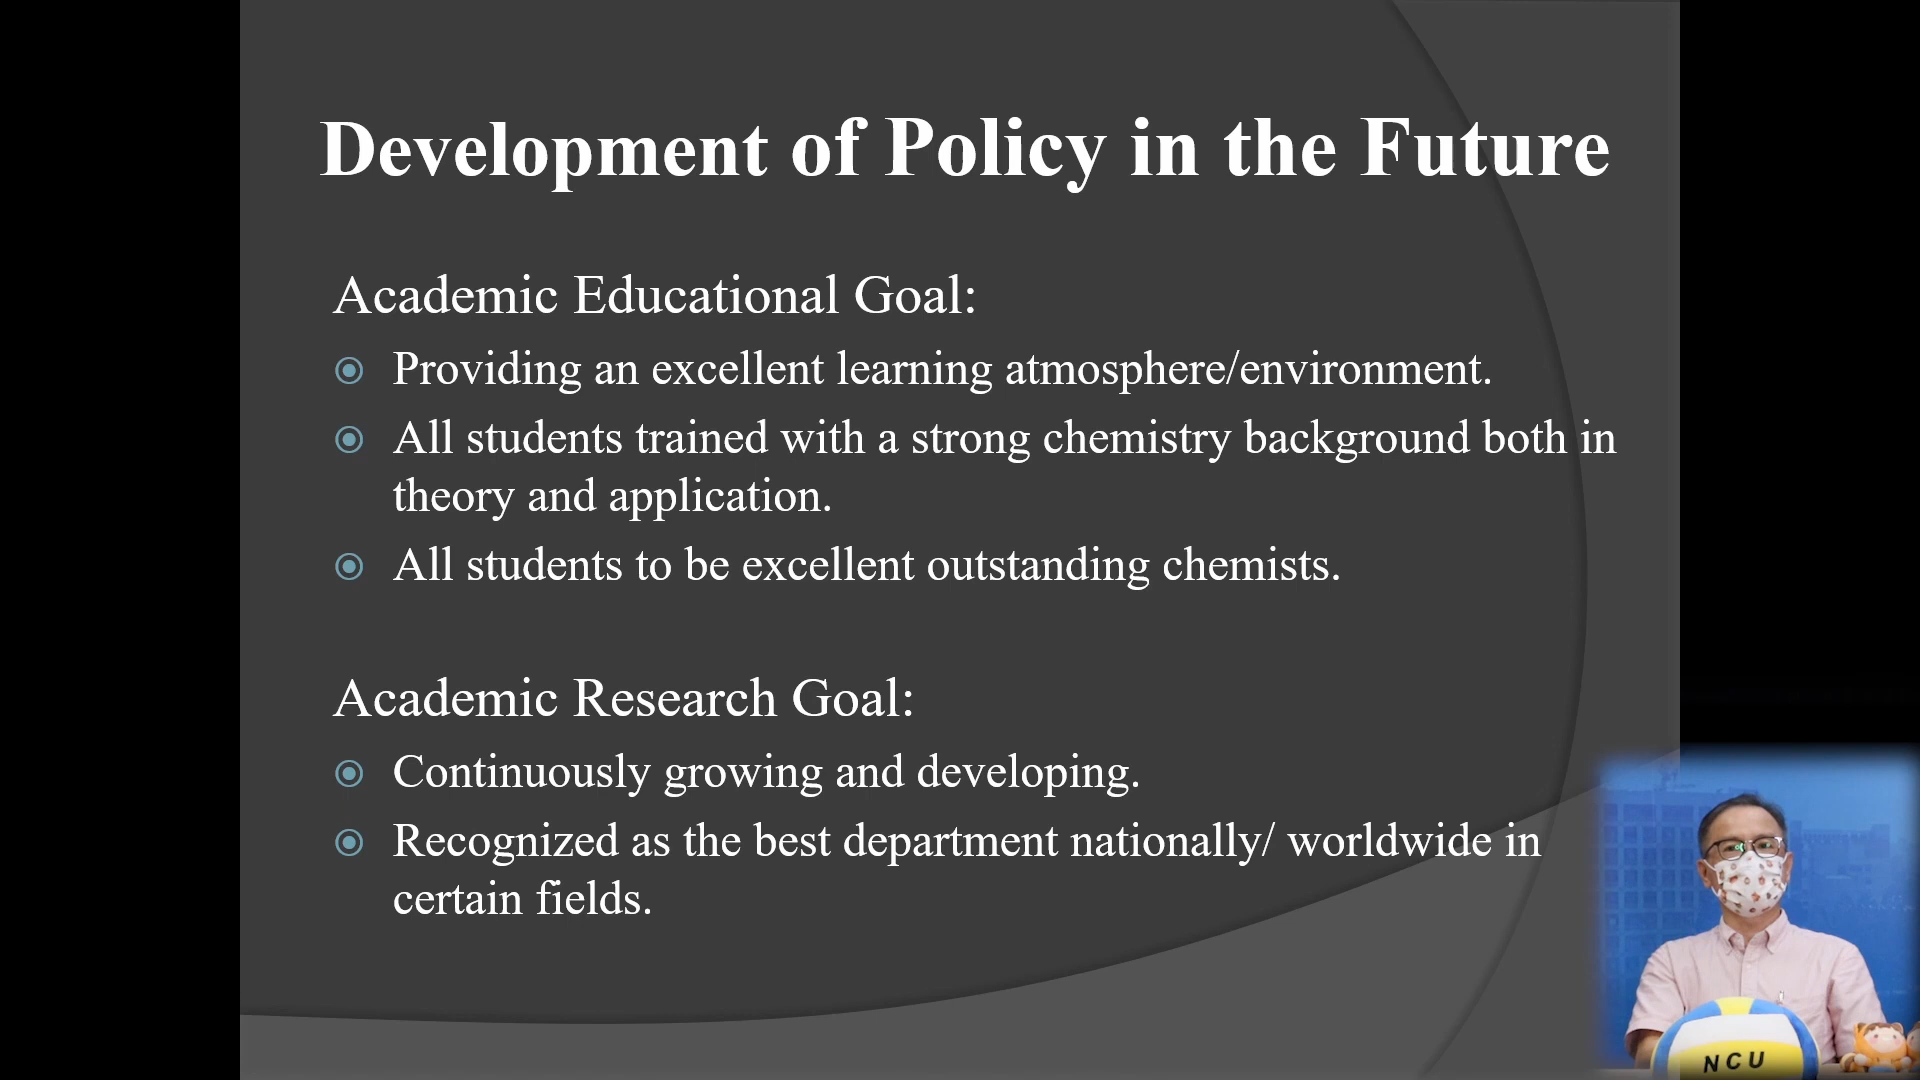 Development of Policy in the Future
Academic Educational Goal:
Providing an excellent learning atmosphere/environment.
All students trained with a strong chemistry background both in
theory and application.
All students to be excellent outstanding chemists.
Academic Research Goal:
Continuously growing and developing.
Recognized as the best department nationally/ worldwide in
certain fields.
NCU